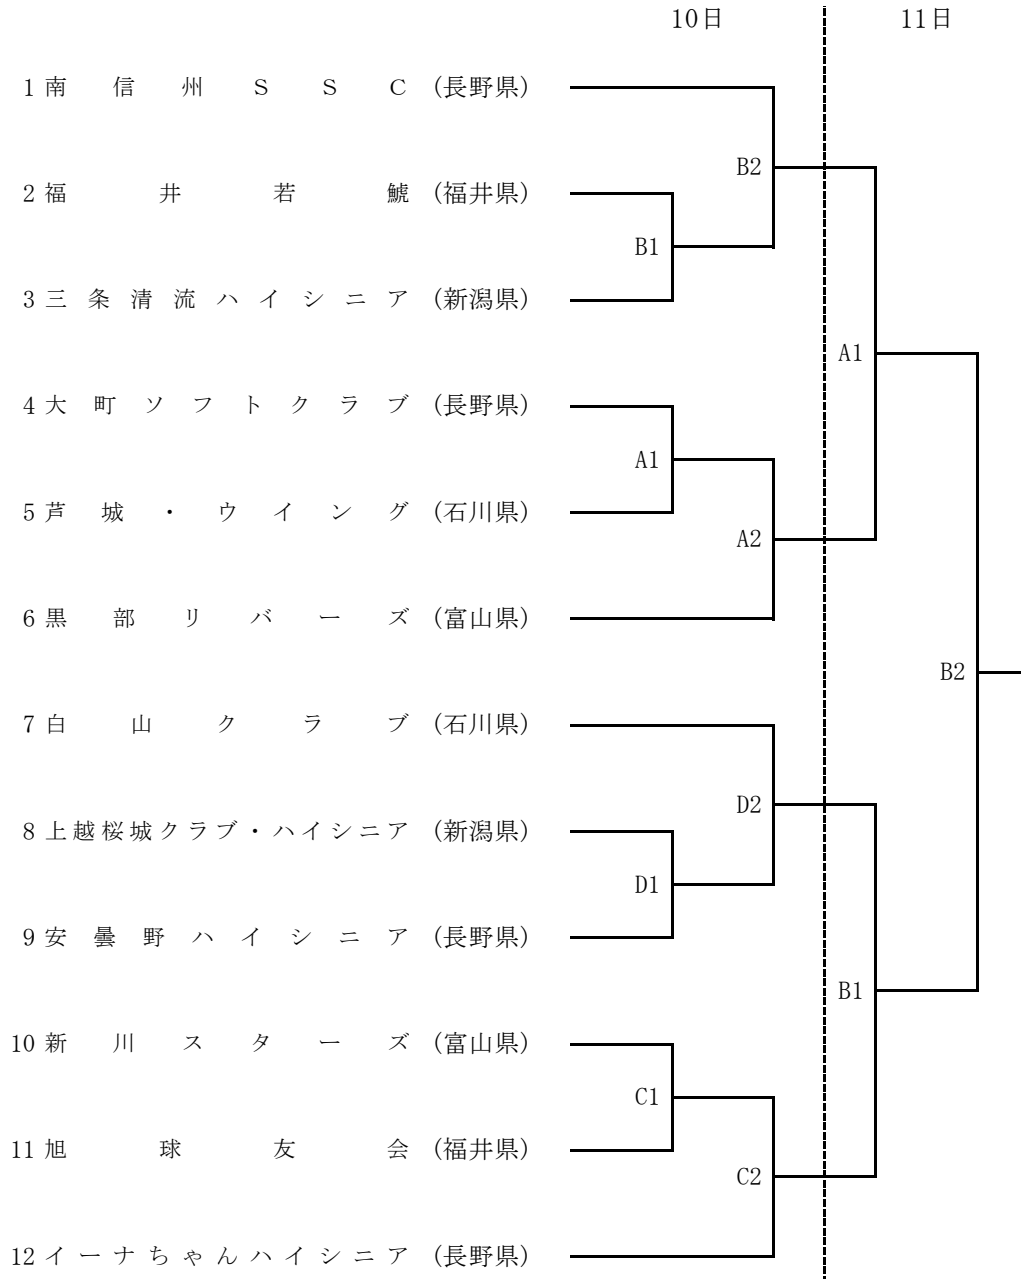 10日 11日
1 南信州SSC (長野県)
B2
2 福井若鯱 (福井県)
B1
3 三条清流ハイシニア (新潟県)
A1
4 大町ソフトクラブ (長野県)
A1
5 芦城・ウイング (石川県)
A2
6 黒部リバーズ (富山県)
B2
7 白山クラブ (石川県)
D2
8 上越桜城クラブ・ハイシニア (新潟県)
D1
9 安曇野ハイシニア (長野県)
B1
10 新川スターズ (富山県)
C1
11 旭球友会 (福井県)
C2
12 イーナちゃんハイシニア (長野県)